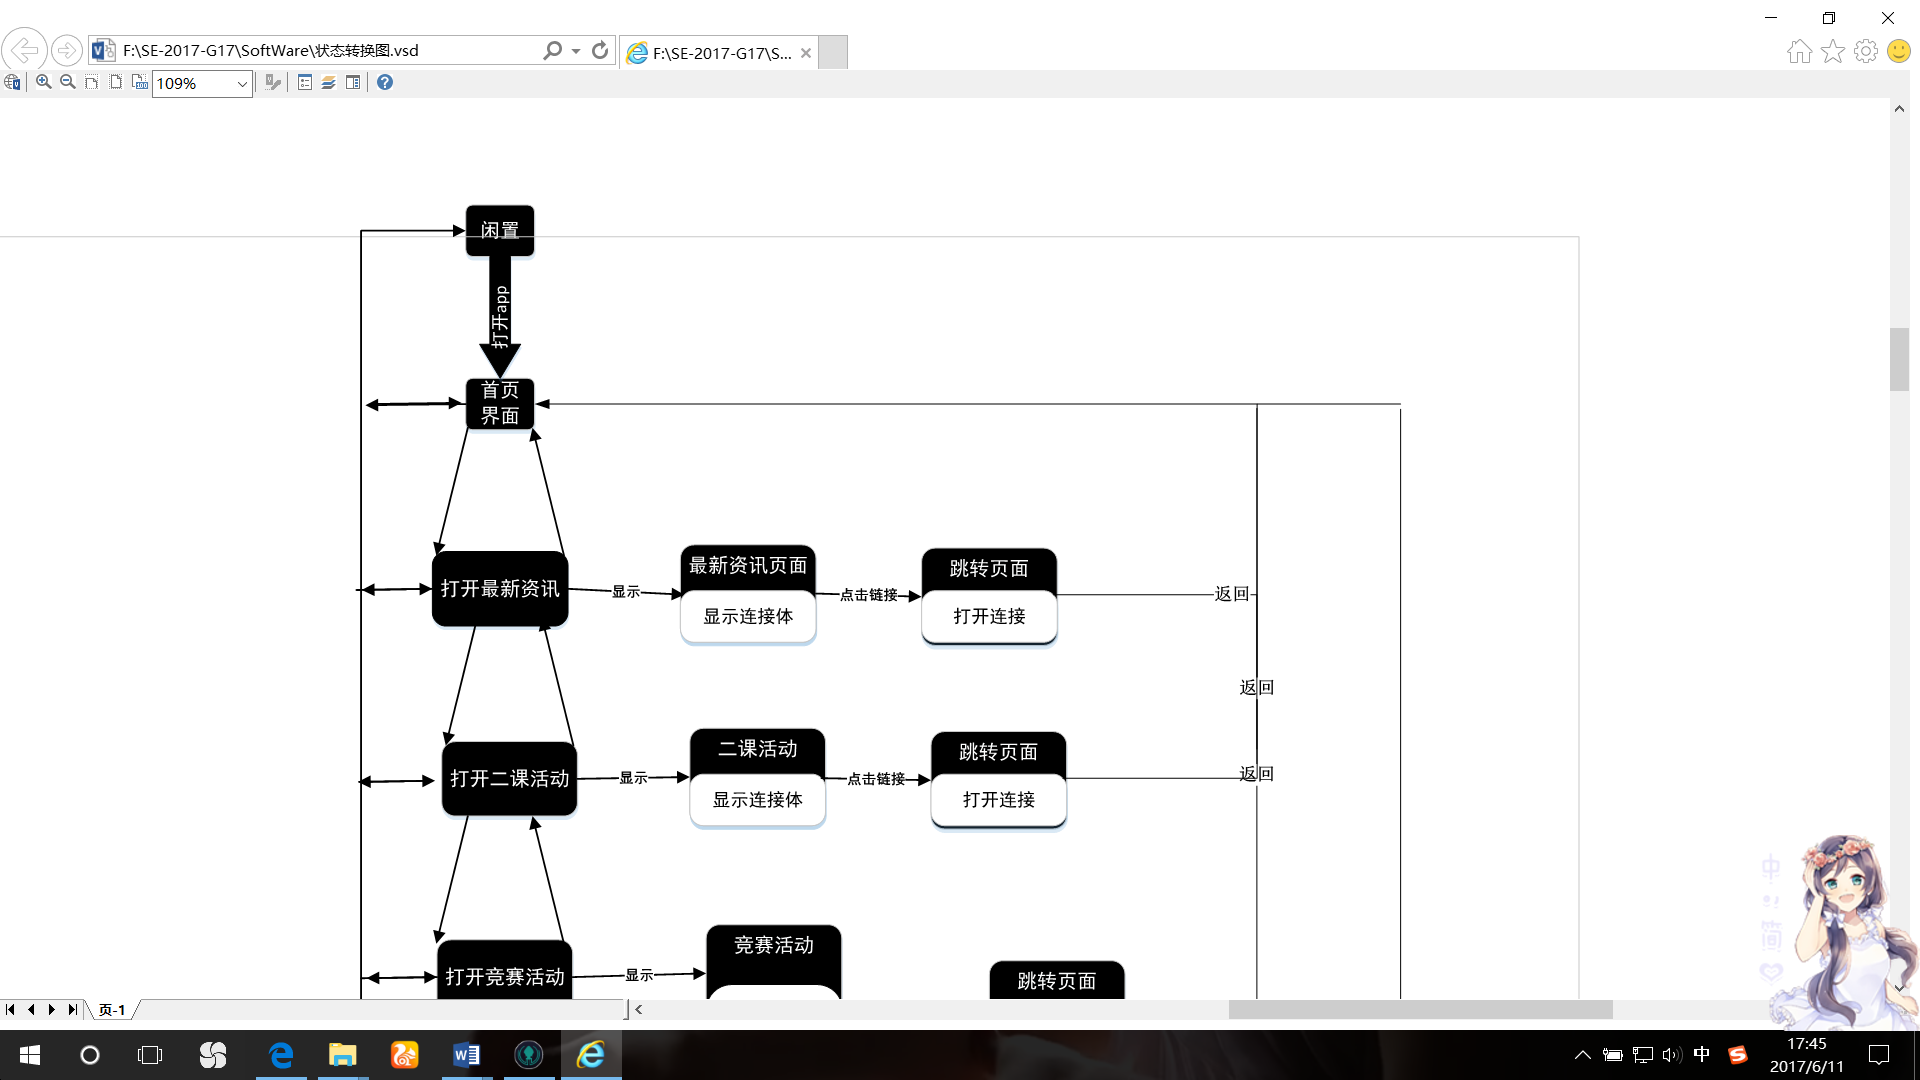 F:\SE-2017-G17\SoftWare\状态转换图.vsd
F:\SE-2017-G17\S...
109%
闲置
打开app
首页
界面
打开最新资讯
显示
最新资讯页面
显示连接体
点击链接
跳转页面
打开连接
返回
返回
打开二课活动
显示
二课活动
显示连接体
点击链接
跳转页面
打开连接
返回
打开竞赛活动
显示
竞赛活动
跳转页面
中
简
页-1
中
17:45
2017/6/11